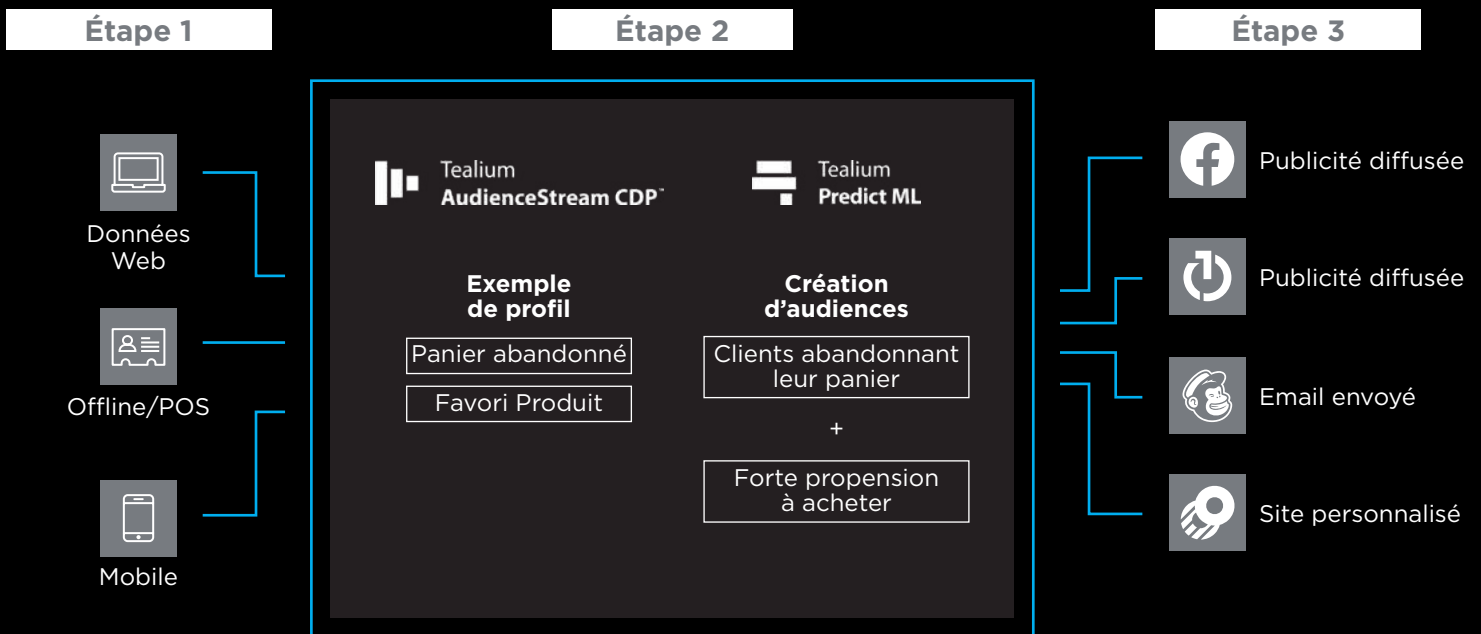 Étape 1
Étape 2
Étape 3
Données
Web
Offline/POS
Mobile
Tealium
AudienceStream CDP™
Exemple
de profil
Panier abandonné
Favori Produit
Tealium
Predict ML
Création
d'audiences
Clients abandonnant
leur panier
+
Forte propension
à acheter
Publicité diffusée
Publicité diffusée
Email envoyé
Site personnalisé